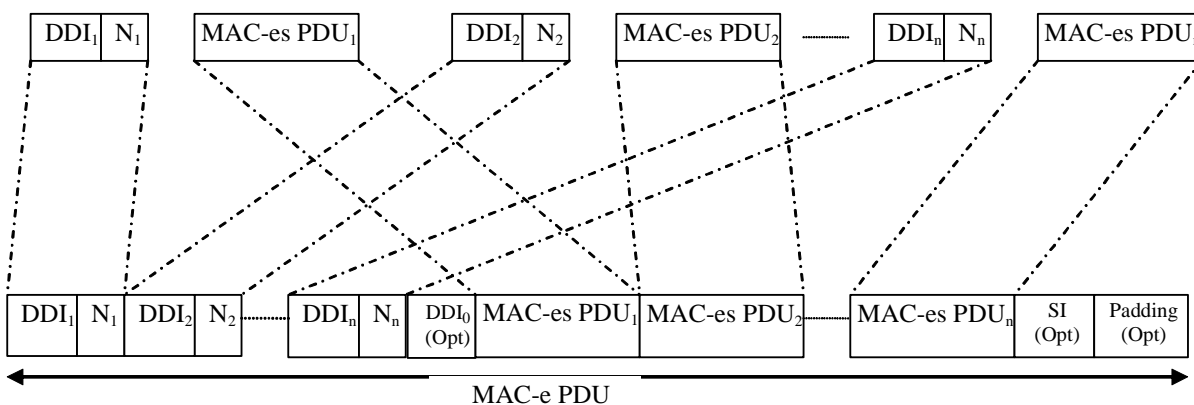 DDI₁ N₁ MAC-es PDU₁ DDI₂ N₂ MAC-es PDU₂ DDIₙ Nₙ MAC-es PDU
DDI₁ N₁ DDI₂ N₂ DDIₙ Nₙ DDI₀ (Opt) MAC-es PDU₁ MAC-es PDU₂ MAC-es PDUₙ SI (Opt) Padding (Opt)
MAC-e PDU